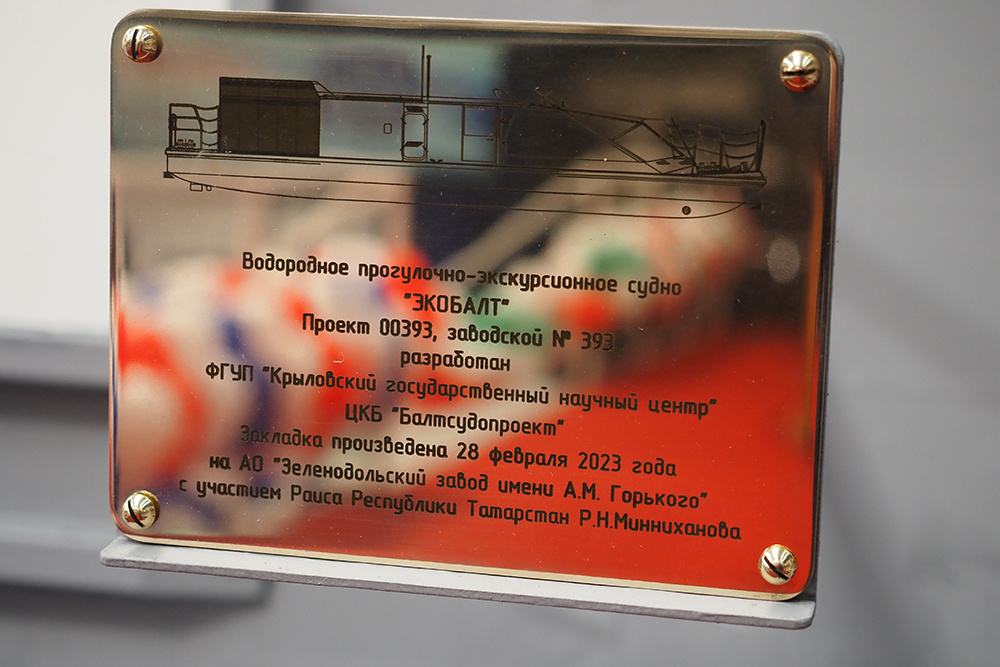 Водородное прогулочно-экскурсионное судно
"ЭКОБАЛТ"
Проект 00393, заводской № 393
разработан
ФГУП "Крыловский государственный научный центр"
ЦКБ "Балтсудопроект"
Закладка произведена 28 февраля 2023 года
на АО "Зеленодольский завод имени А.М. Горького"
с участием Раиса Республики Татарстан Р.Н.Минниханова